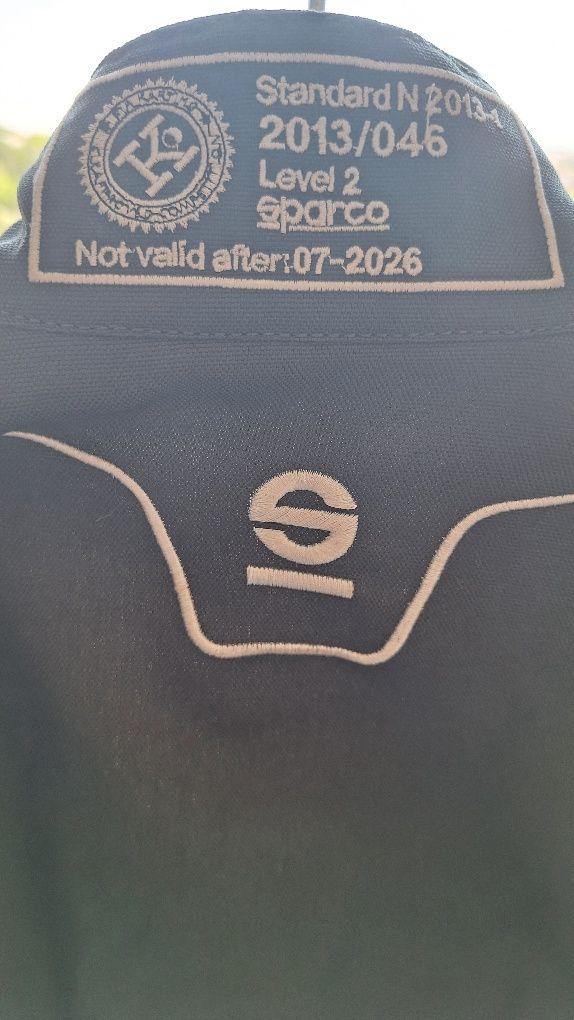 Standard N 2013-1
2013/046
Level 2
sparco
Not valid after:07-2026